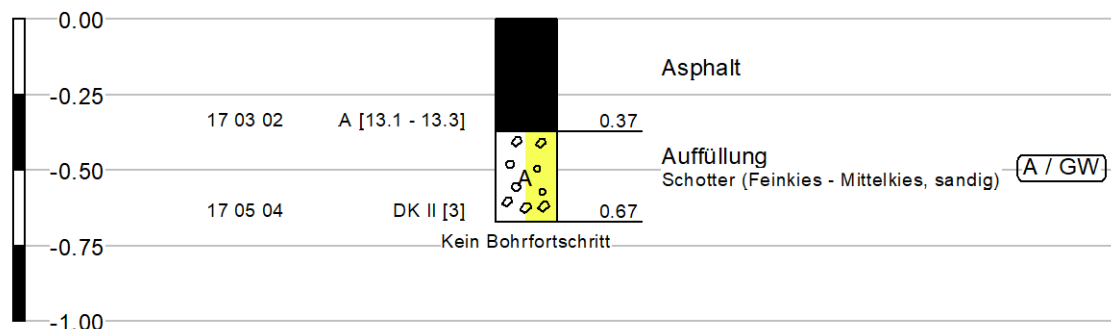 0.00
Asphalt
-0.25
17 03 02 A [13.1 - 13.3] 0.37
Auffüllung
-0.50 A Schotter (Feinkies - Mittelkies, sandig) A / GW
17 05 04 DK II [3] 0.67
-0.75 Kein Bohrfortschritt
-1.00